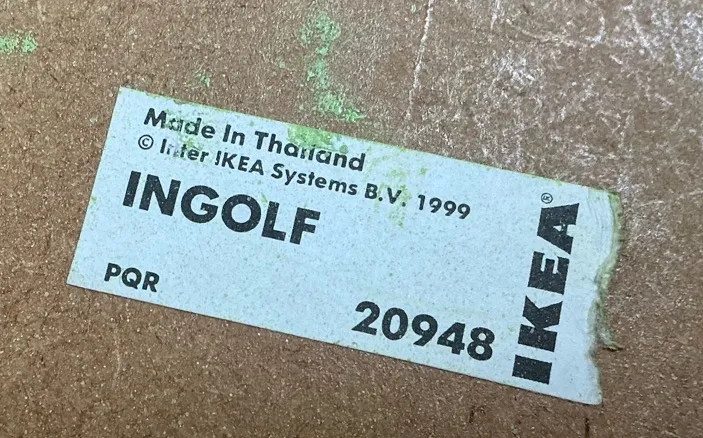 Made In Thailand
© Inter IKEA Systems B.V. 1999
INGOLF
PQR
20948
IKEA®